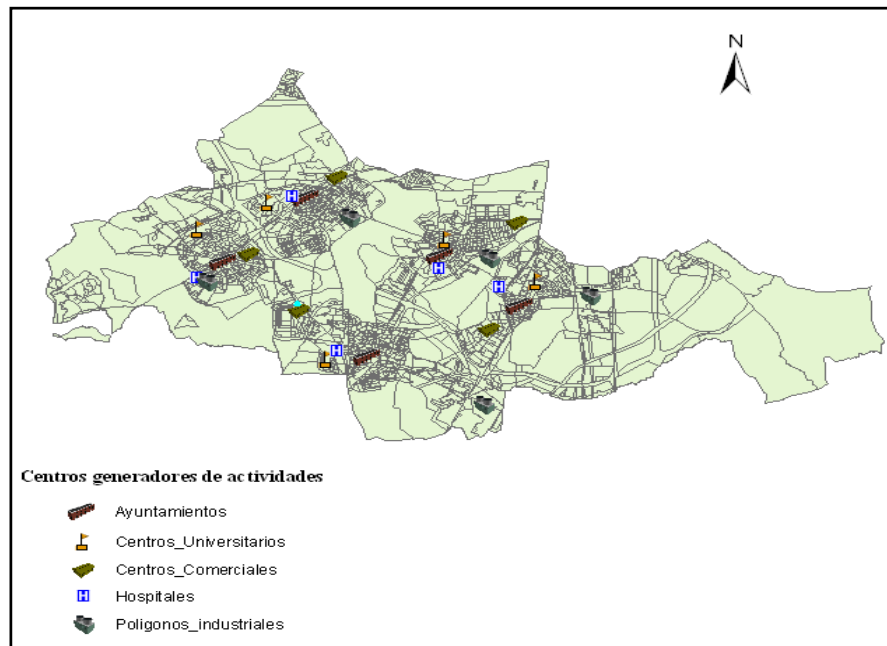 N
Centros generadores de actividades
Ayuntamientos
Centros_Universitarios
Centros_Comerciales
H Hospitales
Poligonos_industriales